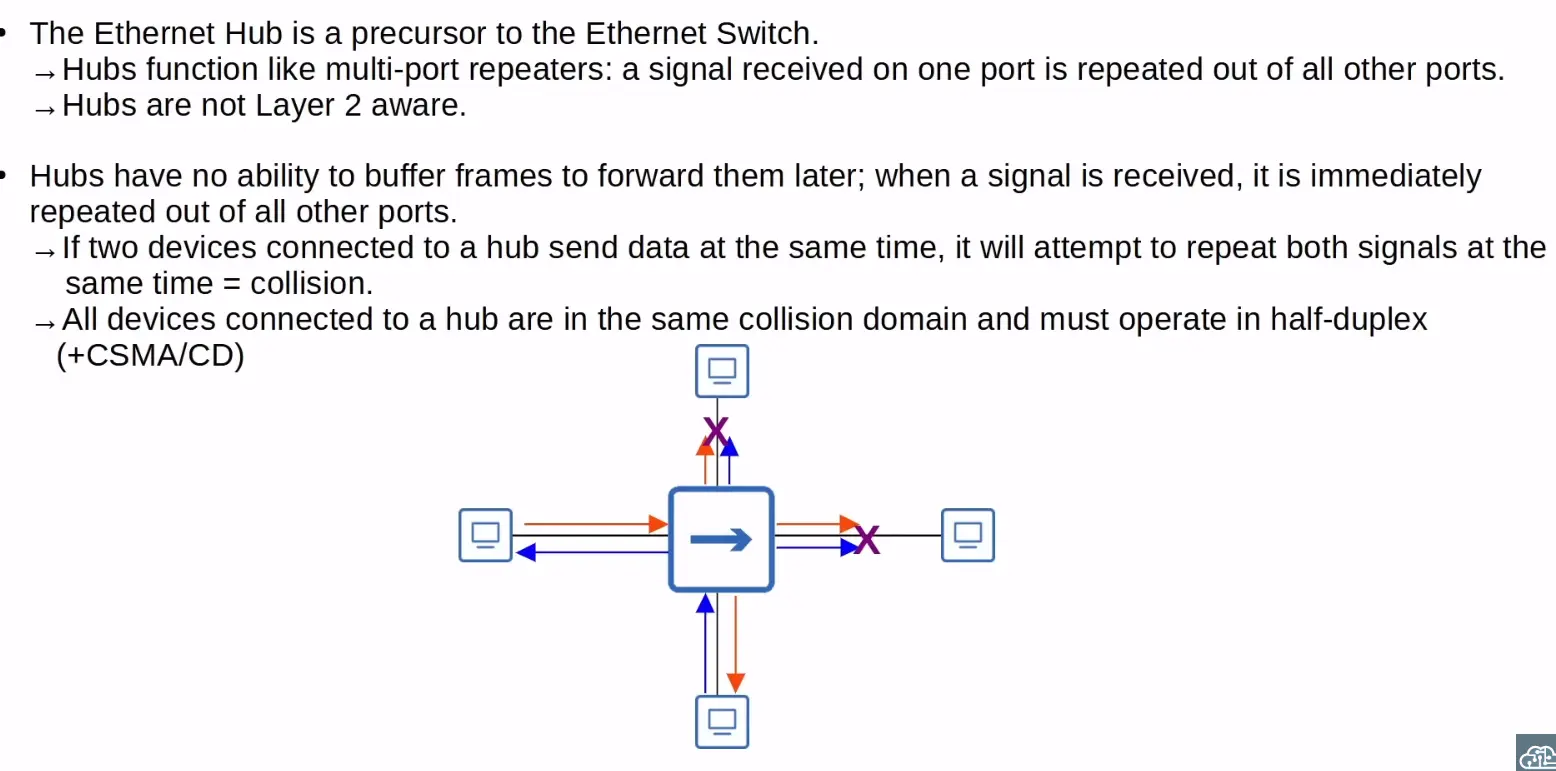 • The Ethernet Hub is a precursor to the Ethernet Switch.
→Hubs function like multi-port repeaters: a signal received on one port is repeated out of all other ports.
→Hubs are not Layer 2 aware.
• Hubs have no ability to buffer frames to forward them later; when a signal is received, it is immediately
repeated out of all other ports.
→If two devices connected to a hub send data at the same time, it will attempt to repeat both signals at the
same time = collision.
→All devices connected to a hub are in the same collision domain and must operate in half-duplex
(+CSMA/CD)
X
X